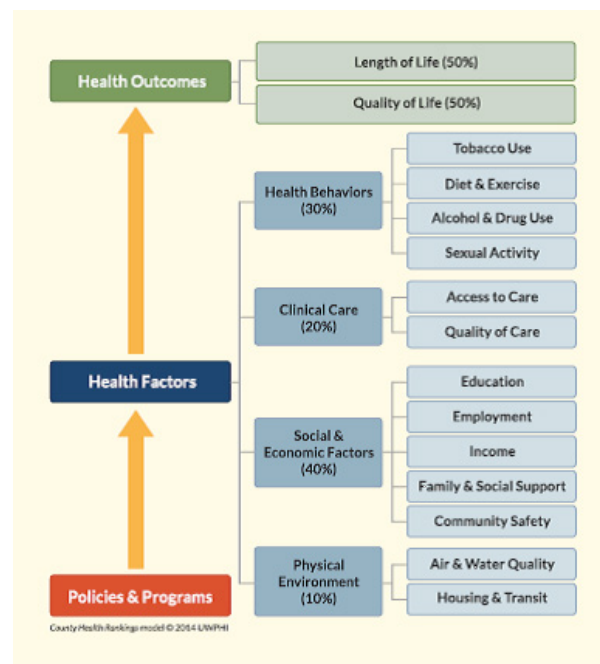 Health Outcomes
Length of Life (50%)
Quality of Life (50%)
Health Behaviors
(30%)
Tobacco Use
Diet & Exercise
Alcohol & Drug Use
Sexual Activity
Clinical Care
(20%)
Access to Care
Quality of Care
Health Factors
Social &
Economic Factors
(40%)
Education
Employment
Income
Family & Social Support
Community Safety
Physical
Environment
(10%)
Air & Water Quality
Housing & Transit
Policies & Programs
County Health Rankings model © 2014 UWPHI